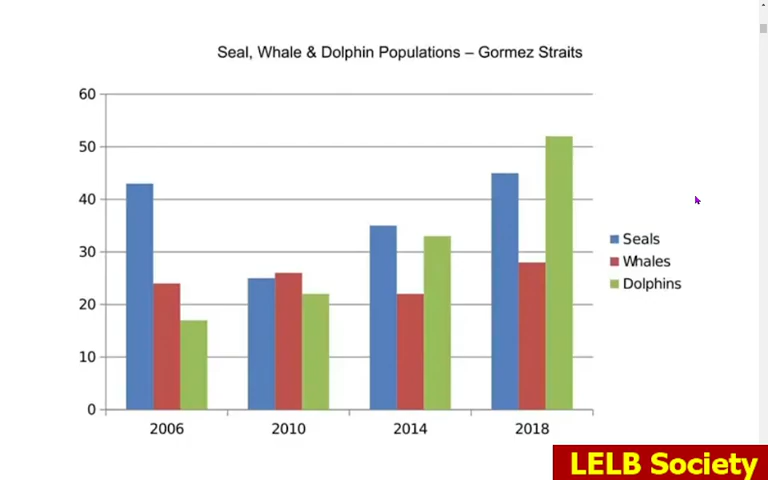 Seal, Whale & Dolphin Populations – Gormez Straits
60
50
40
30
20
10
0
2006 2010 2014 2018
Seals
Whales
Dolphins
LELB Society